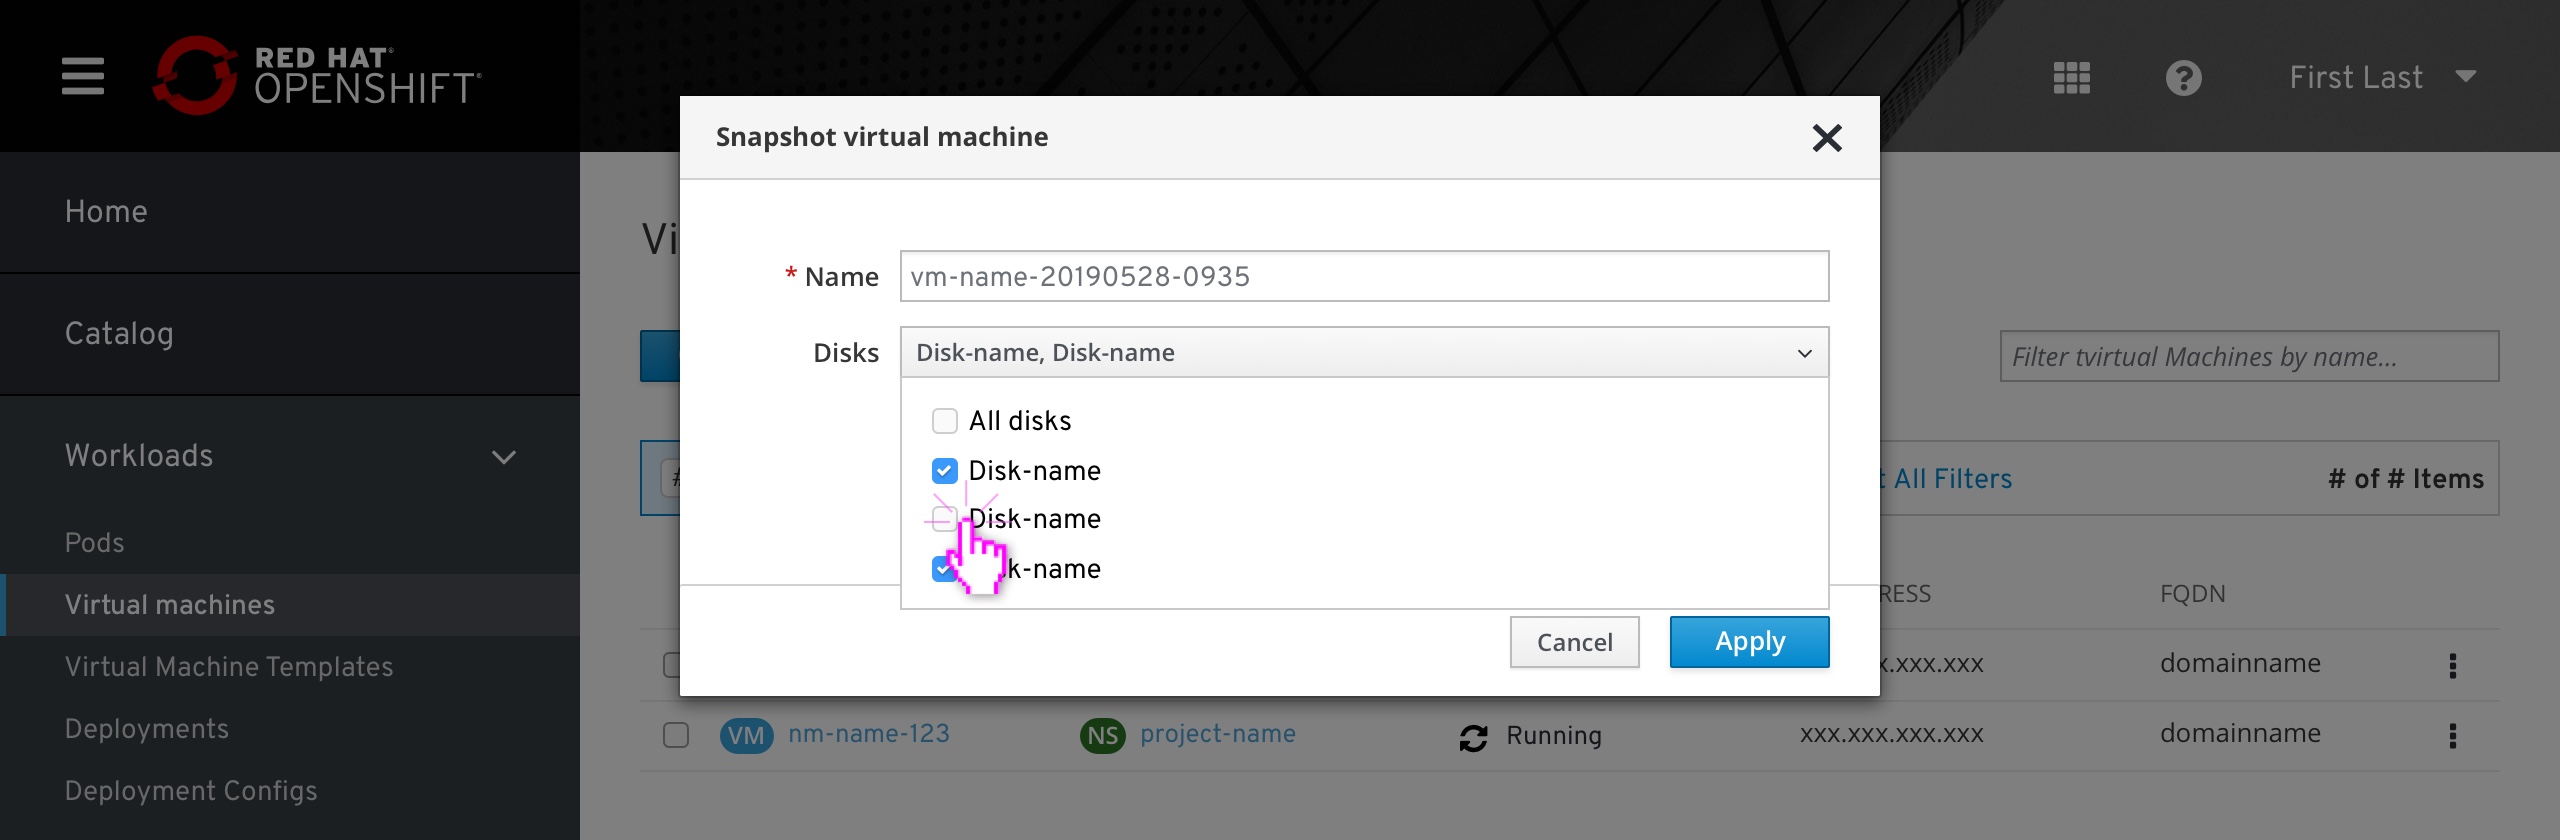 RED HAT
OPENSHIFT
First Last
Home
Catalog
Workloads
Pods
Virtual machines
Virtual Machine Templates
Deployments
Deployment Configs
Snapshot virtual machine
* Name
vm-name-20190528-0935
Disks
Disk-name, Disk-name
All disks
Disk-name
Disk-name
k-name
Cancel
Apply
Vi
Filter tvirtual Machines by name...
#
t All Filters
# of # Items
RESS
FQDN
x.xxx.xxx
domainname
VM nm-name-123 NS project-name Running xxx.xxx.xxx.xxx domainname